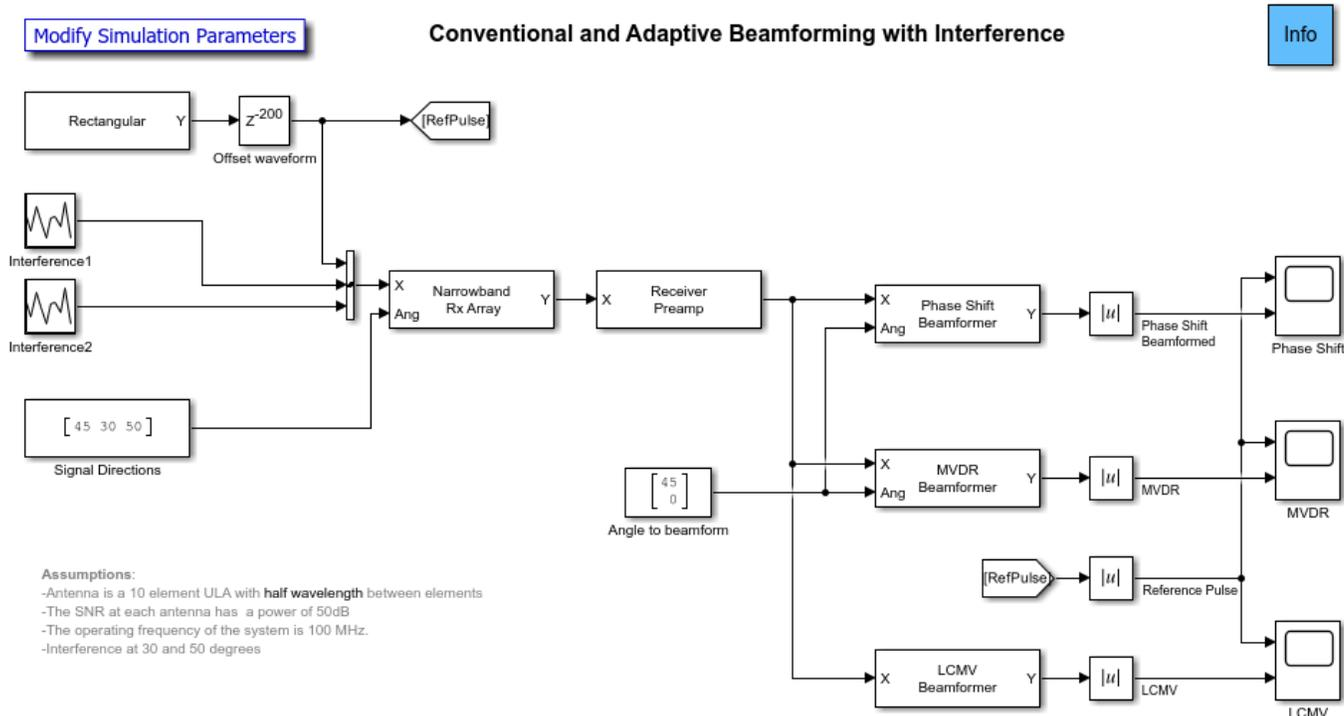 Modify Simulation Parameters
Conventional and Adaptive Beamforming with Interference
Info
Rectangular Y
Z-200
[RefPulse]
Offset waveform
Interference1
Interference2
X
Ang
Narrowband
Rx Array
Y
X
Receiver
Preamp
X
Ang
Phase Shift
Beamformer
Y
|u|
Phase Shift
Beamformed
Phase Shift
[45 30 50]
Signal Directions
[45
0]
Angle to beamform
X
Ang
MVDR
Beamformer
Y
|u|
MVDR
MVDR
[RefPulse]
|u|
Reference Pulse
X
LCMV
Beamformer
Y
|u|
LCMV
LCMV
Assumptions:
-Antenna is a 10 element ULA with half wavelength between elements
-The SNR at each antenna has a power of 50dB
-The operating frequency of the system is 100 MHz.
-Interference at 30 and 50 degrees